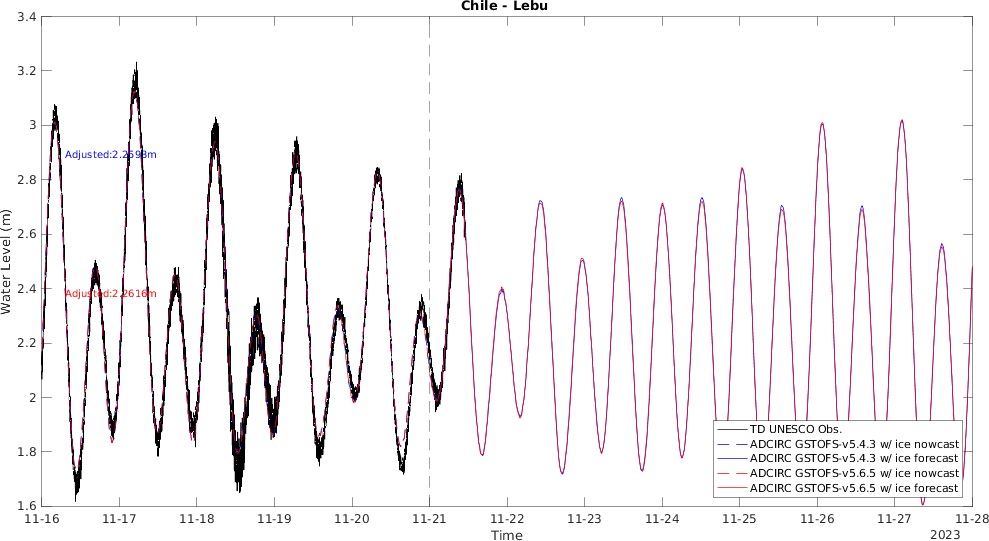 Chile - Lebu
3.4
3.2
3
2.8
2.6
2.4
2.2
2
1.8
1.6
Water Level (m)
Adjusted:2.2593m
Adjusted:2.2616m
TD UNESCO Obs.
ADCIRC GSTOFS-v5.4.3 w/ ice nowcast
ADCIRC GSTOFS-v5.4.3 w/ ice forecast
ADCIRC GSTOFS-v5.6.5 w/ ice nowcast
ADCIRC GSTOFS-v5.6.5 w/ ice forecast
11-16 11-17 11-18 11-19 11-20 11-21 11-22 11-23 11-24 11-25 11-26 11-27 11-28
Time
2023